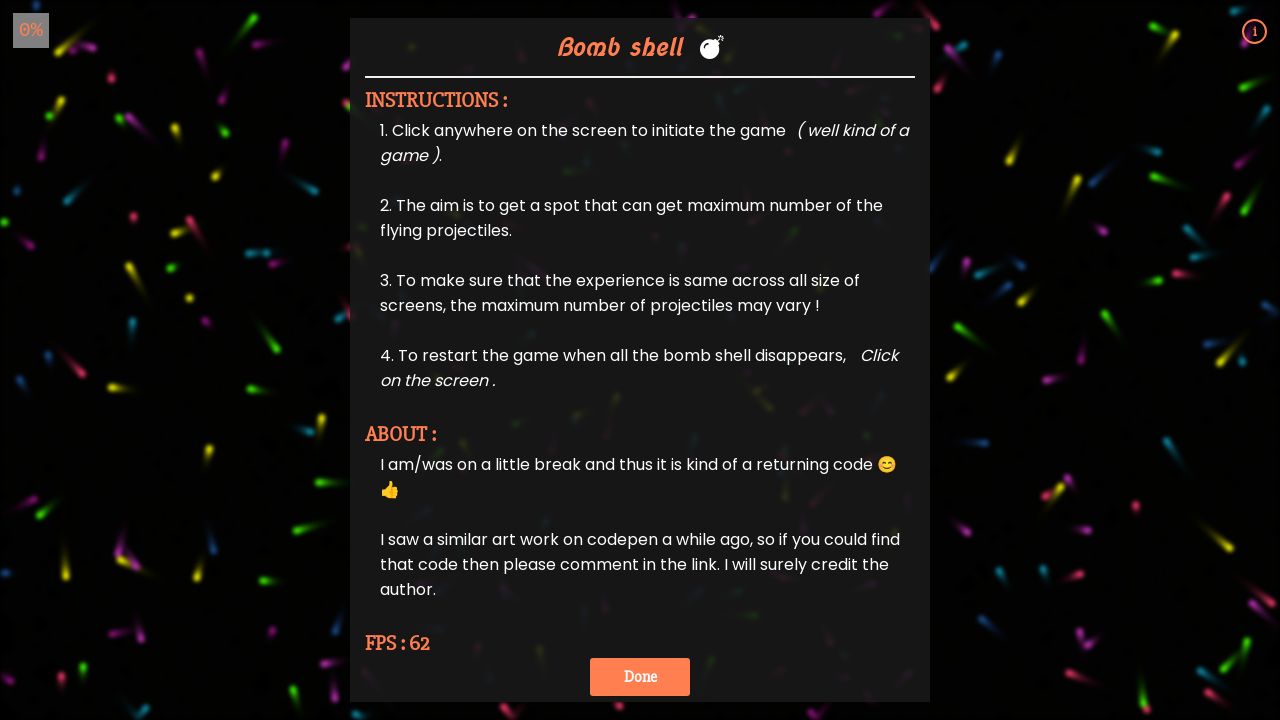 0%
i
Bomb shell 💣
INSTRUCTIONS :
1. Click anywhere on the screen to initiate the game ( well kind of a
game ).
2. The aim is to get a spot that can get maximum number of the
flying projectiles.
3. To make sure that the experience is same across all size of
screens, the maximum number of projectiles may vary !
4. To restart the game when all the bomb shell disappears, Click
on the screen .
ABOUT :
I am/was on a little break and thus it is kind of a returning code 😊
👍
I saw a similar art work on codepen a while ago, so if you could find
that code then please comment in the link. I will surely credit the
author.
FPS : 62
Done